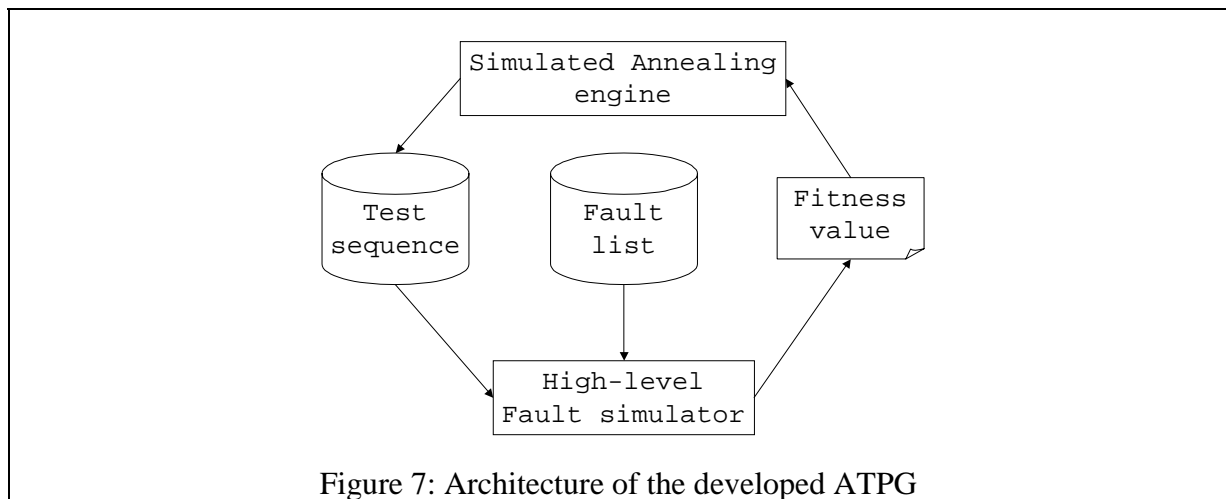 Simulated Annealing
engine
Test
sequence
Fault
list
Fitness
value
High-level
Fault simulator
Figure 7: Architecture of the developed ATPG